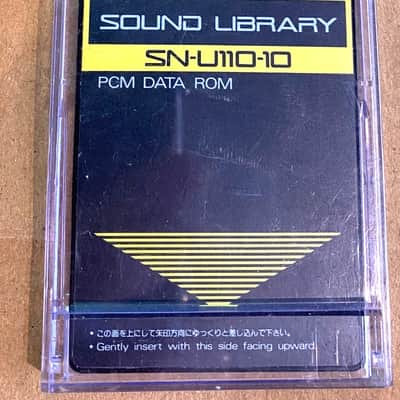 SOUND LIBRARY
SN-U110-10
PCM DATA ROM
• この面を上にして矢印方向にゆっくりと差し込んで下さい。
• Gently insert with this side facing upward.